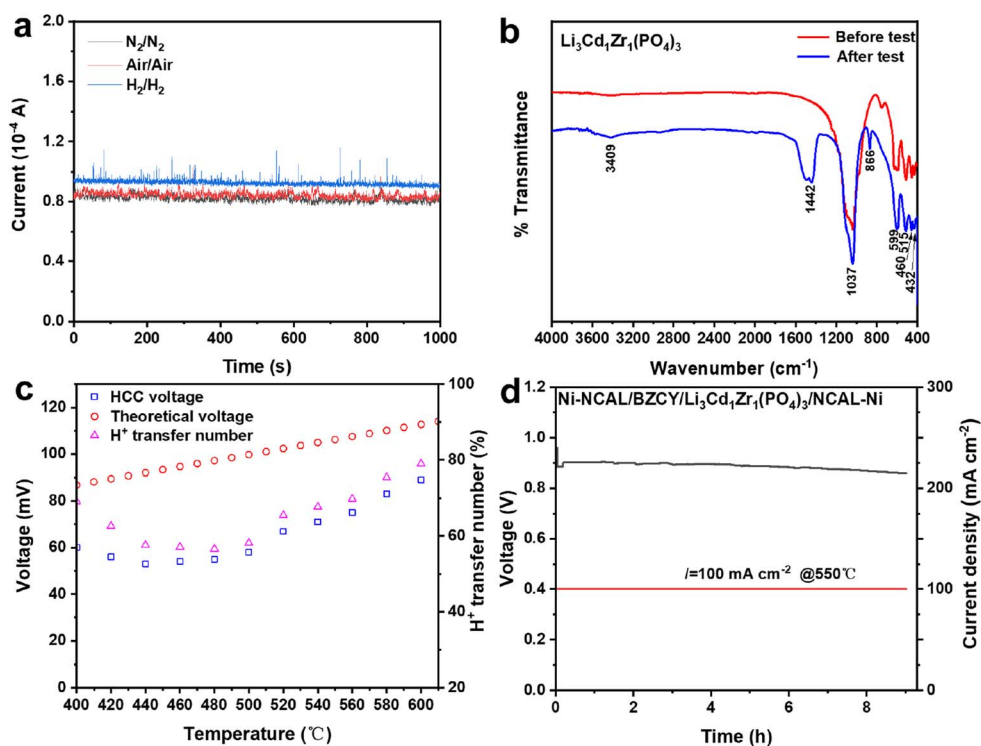 a
N₂/N₂
Air/Air
H₂/H₂
Current (10⁻⁴ A)
2.0
1.6
1.2
0.8
0.4
0.0
0 200 400 600 800 1000
Time (s)
b
Li₃Cd₁Zr₁(PO₄)₃
Before test
After test
% Transmittance
3409
1442
1037
866
599
515
460
432
4000 3600 2800 2400 2000 1600 1200 800 400
Wavenumber (cm⁻¹)
c
HCC voltage
Theoretical voltage
H⁺ transfer number
Voltage (mV)
120
100
80
60
40
20
0
H⁺ transfer number (%)
100
80
60
40
20
400 420 440 460 480 500 520 540 560 580 600
Temperature (℃)
d
Ni-NCAL/BZCY/Li₃Cd₁Zr₁(PO₄)₃/NCAL-Ni
I=100 mA cm⁻² @550℃
Voltage (V)
1.2
1.0
0.8
0.6
0.4
0.2
0.0
Current density (mA cm⁻²)
300
250
200
150
100
50
0
0 2 4 6 8
Time (h)